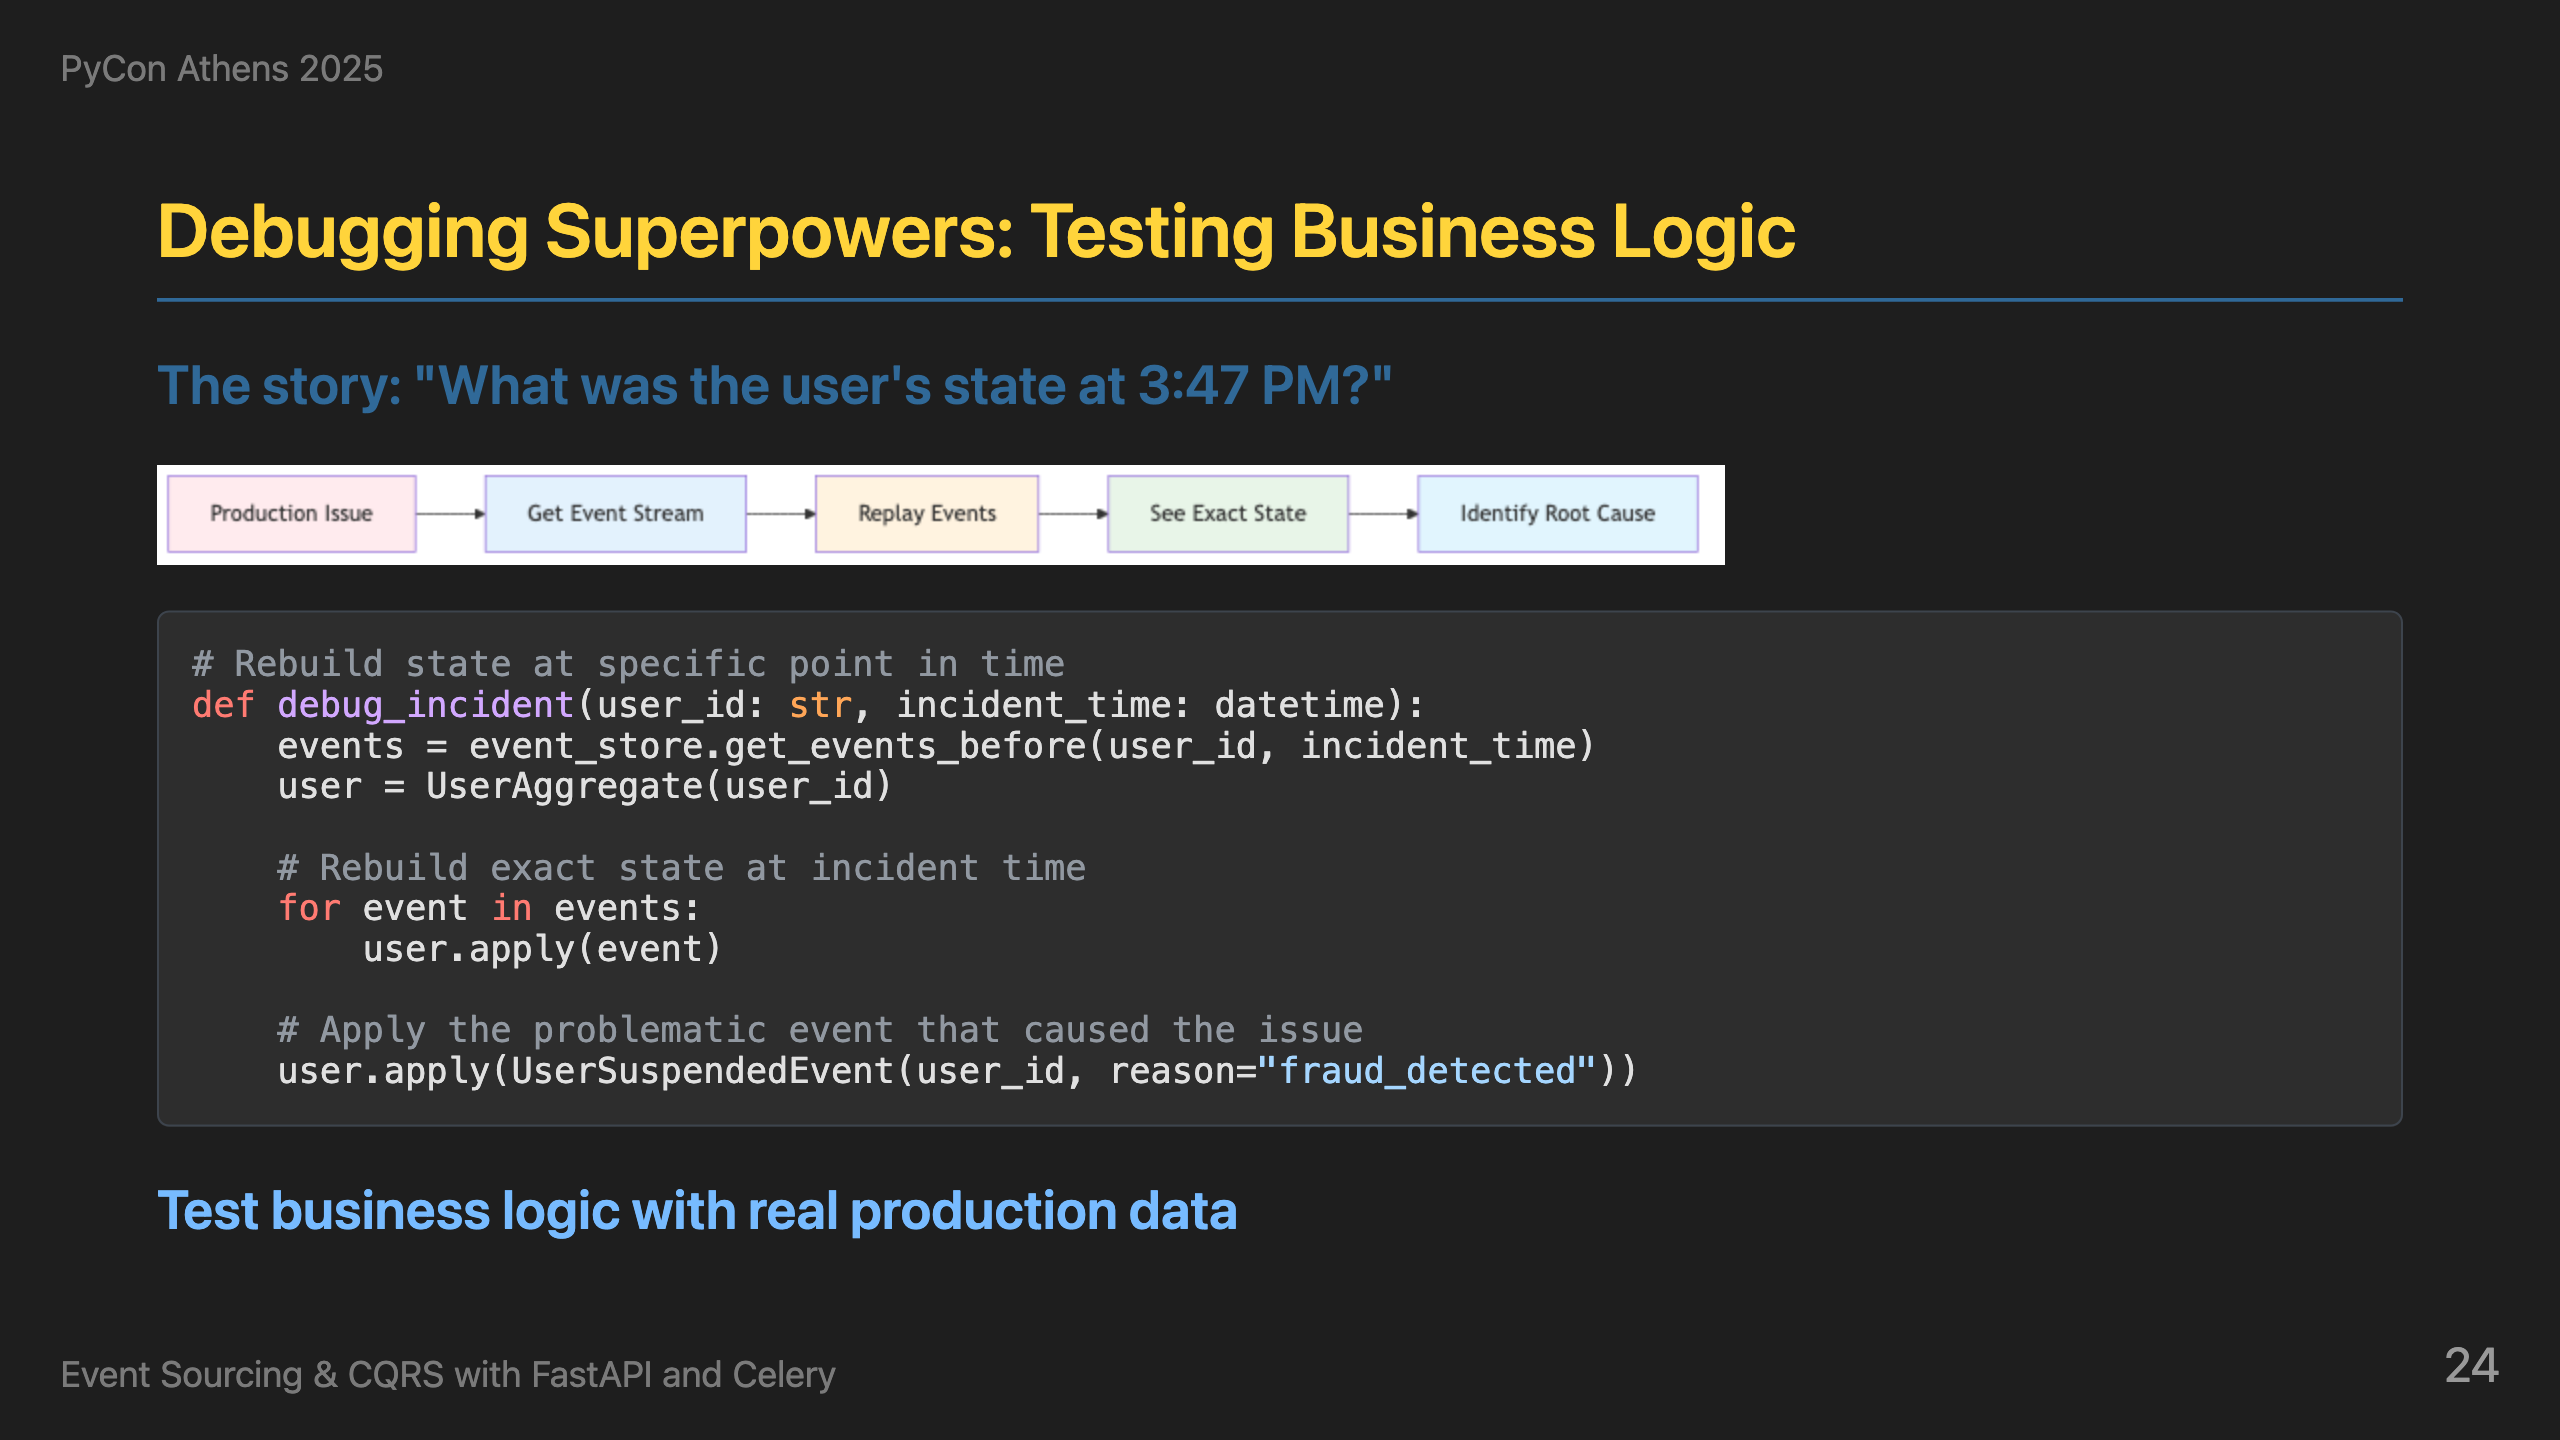 PyCon Athens 2025
Debugging Superpowers: Testing Business Logic
The story: "What was the user's state at 3:47 PM?"
Production Issue
Get Event Stream
Replay Events
See Exact State
Identify Root Cause
# Rebuild state at specific point in time
def debug_incident(user_id: str, incident_time: datetime):
    events = event_store.get_events_before(user_id, incident_time)
    user = UserAggregate(user_id)
    # Rebuild exact state at incident time
    for event in events:
        user.apply(event)
    # Apply the problematic event that caused the issue
    user.apply(UserSuspendedEvent(user_id, reason="fraud_detected"))
Test business logic with real production data
Event Sourcing & CQRS with FastAPI and Celery
24